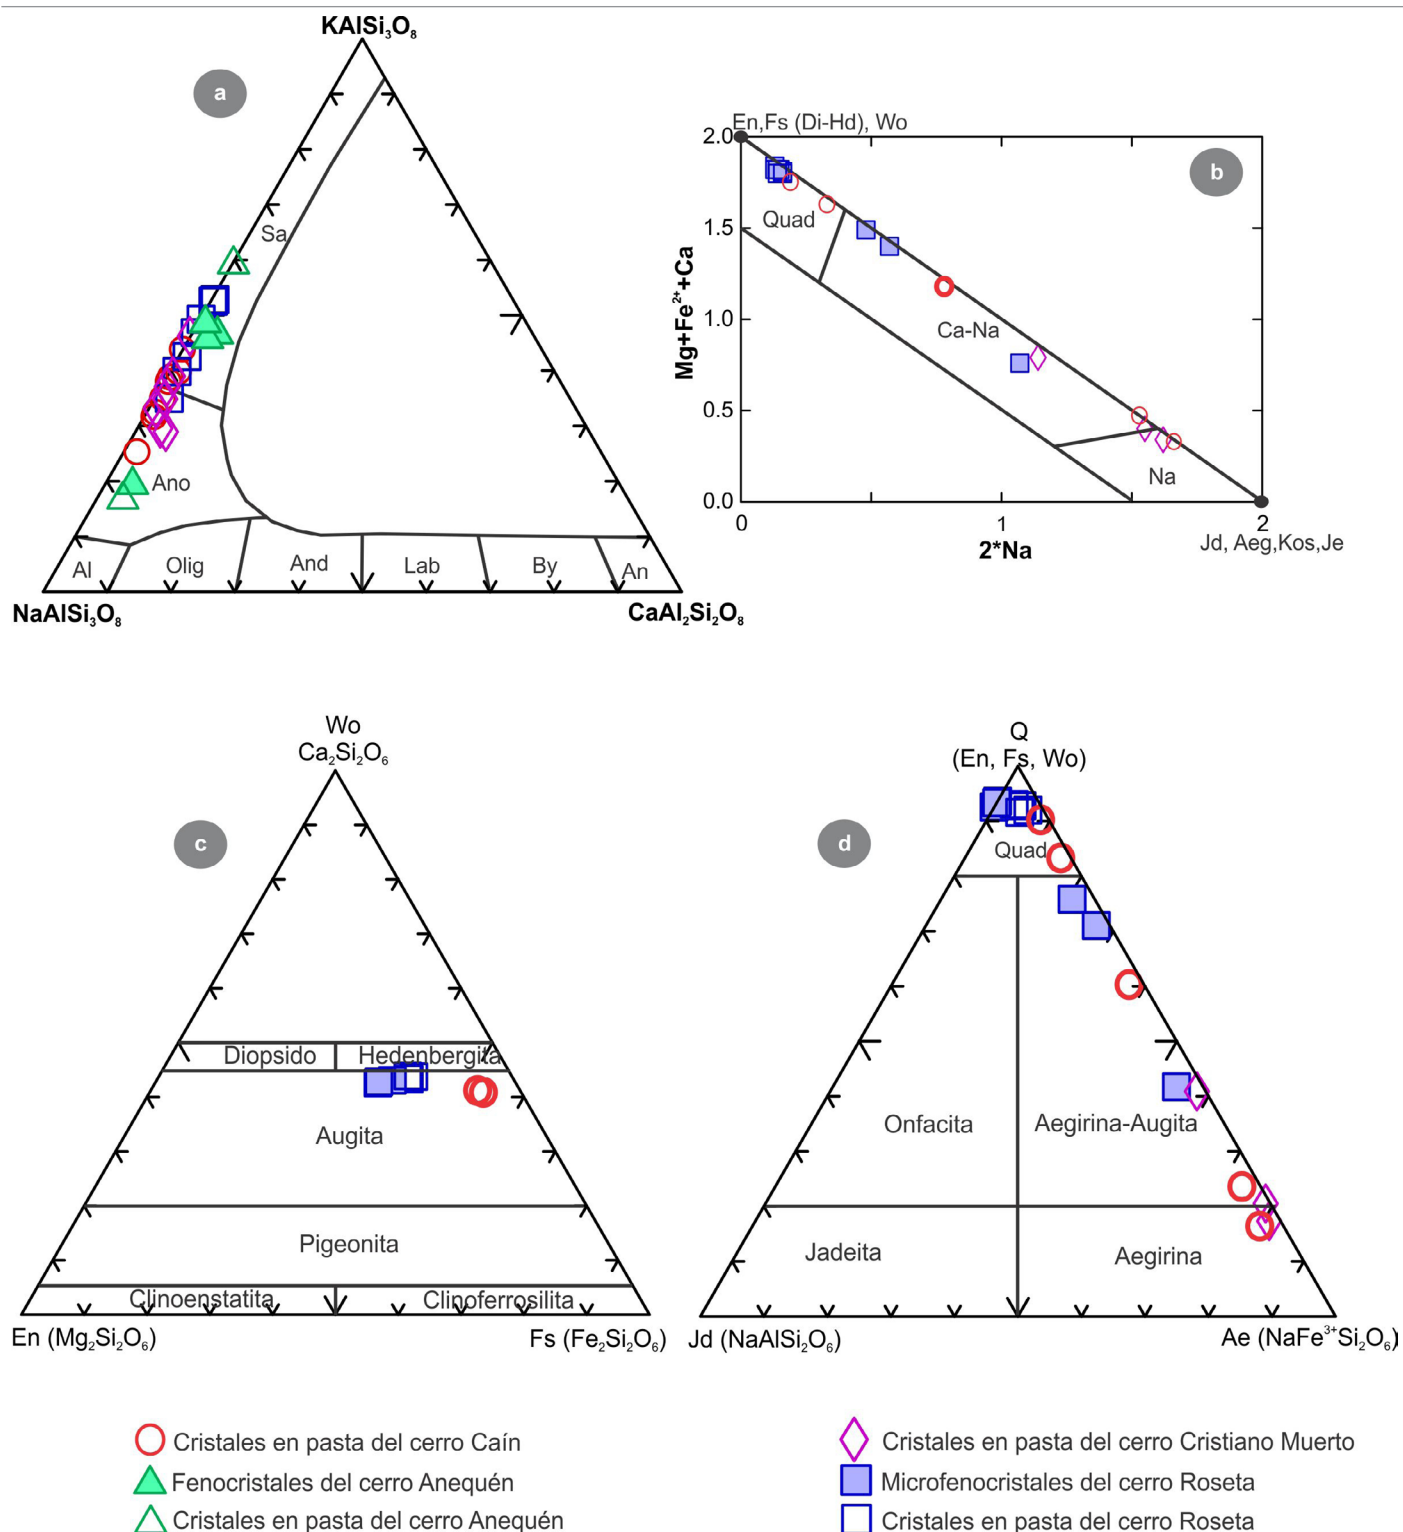 KAlSi₃O₈
a
Sa
Ano
Al
Olig
And
Lab
By
An
NaAlSi₃O₈
CaAl₂Si₂O₈
En,Fs (Di-Hd), Wo
b
2.0
1.5
1.0
0.5
0.0
Mg+Fe²⁺+Ca
Quad
Ca-Na
Na
0
1
2
2*Na
Jd, Aeg,Kos,Je
Wo
Ca₂Si₂O₆
c
Diopsido
Hedenbergita
Augita
Pigeonita
Clinoenstatita
Clinoferrosilita
En (Mg₂Si₂O₆)
Fs (Fe₂Si₂O₆)
Q
(En, Fs, Wo)
d
Quad
Onfacita
Aegirina-Augita
Jadeita
Aegirina
Jd (NaAlSi₂O₆)
Ae (NaFe³⁺Si₂O₆)
Cristales en pasta del cerro Caín
Fenocristales del cerro Anequén
Cristales en pasta del cerro Anequén
Cristales en pasta del cerro Cristiano Muerto
Microfenocristales del cerro Roseta
Cristales en pasta del cerro Roseta